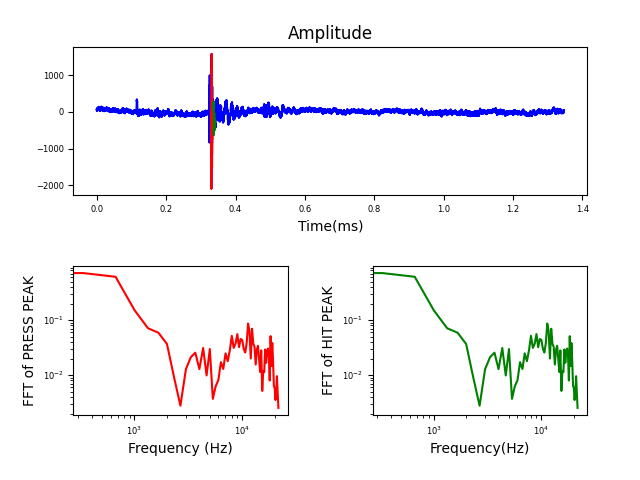 Amplitude
1000
0
−1000
−2000
0.0 0.2 0.4 0.6 0.8 1.0 1.2 1.4
Time(ms)
FFT of PRESS PEAK
10⁻¹
10⁻²
10³ 10⁴
Frequency (Hz)
FFT of HIT PEAK
10⁻¹
10⁻²
10³ 10⁴
Frequency(Hz)